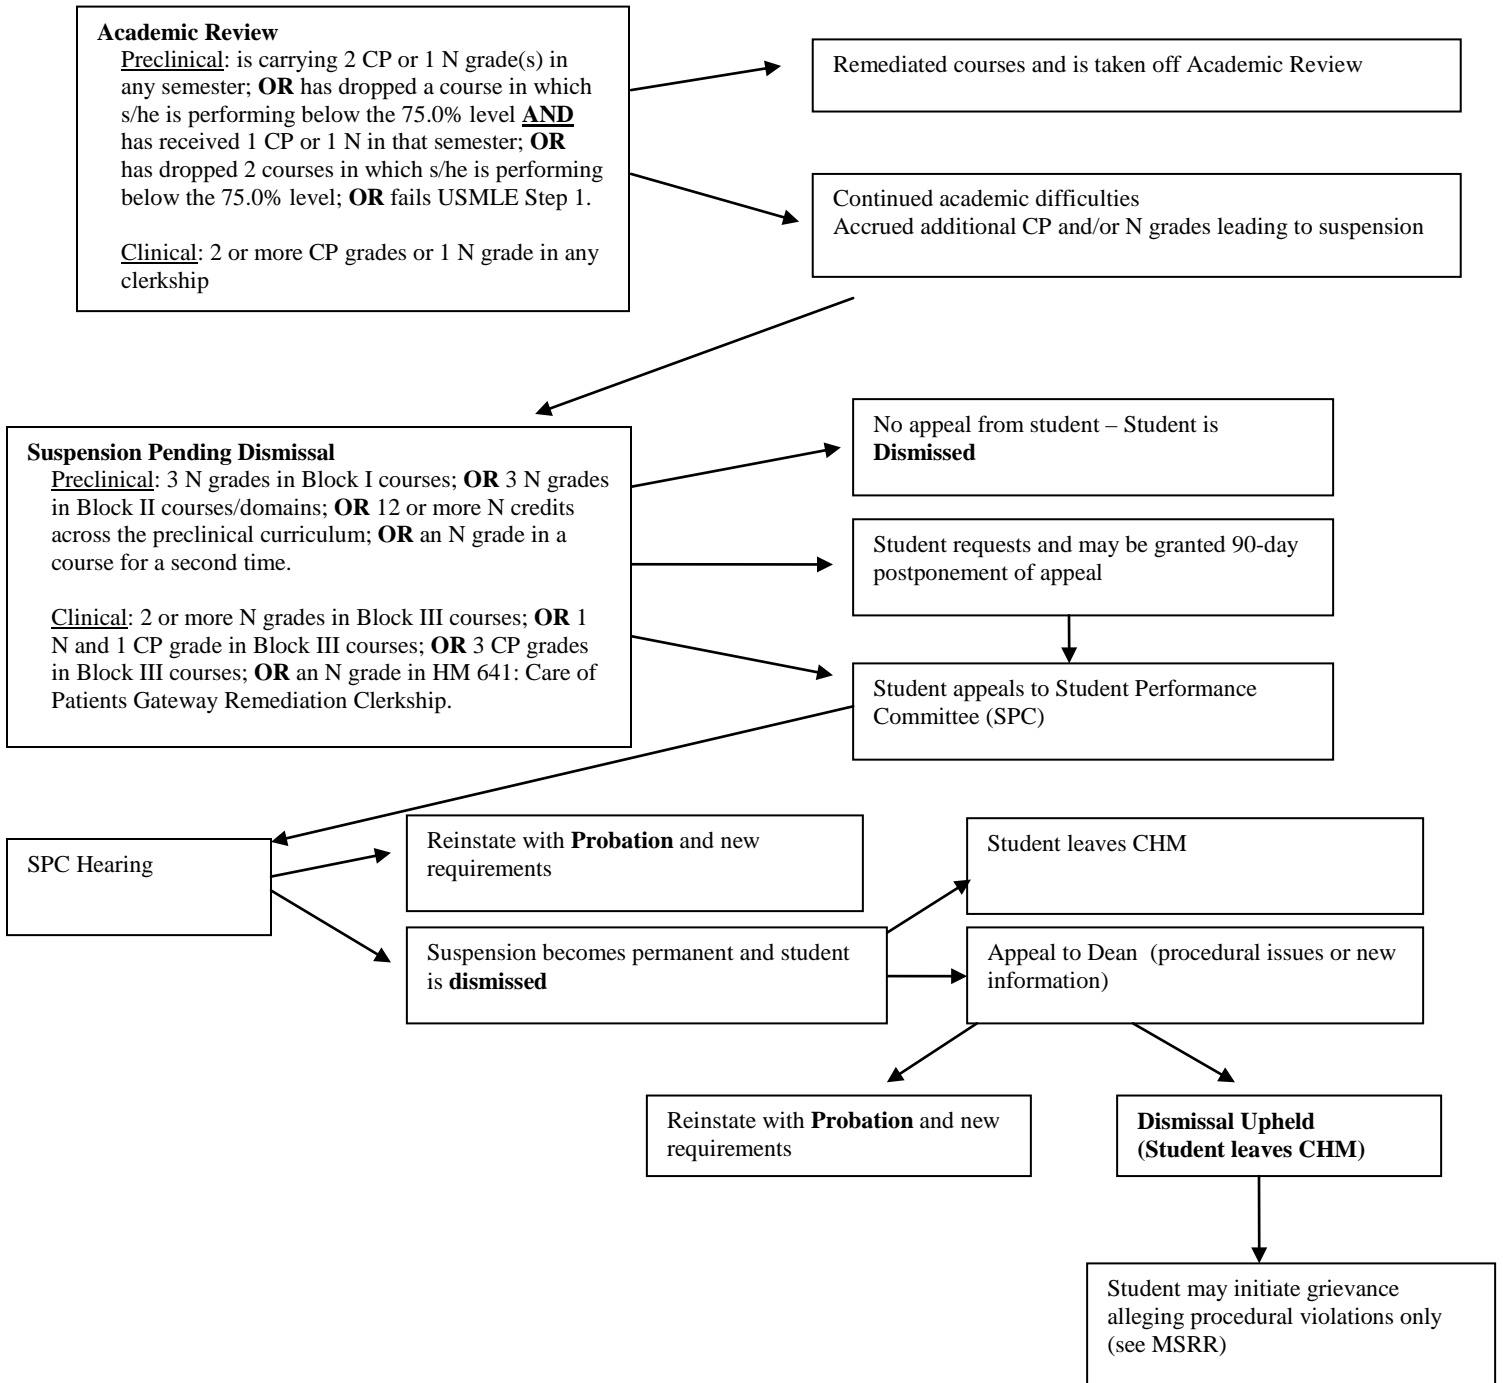 Academic Review
Preclinical: is carrying 2 CP or 1 N grade(s) in
any semester; OR has dropped a course in which
s/he is performing below the 75.0% level AND
has received 1 CP or 1 N in that semester; OR
has dropped 2 courses in which s/he is performing
below the 75.0% level; OR fails USMLE Step 1.
Clinical: 2 or more CP grades or 1 N grade in any
clerkship
Remediated courses and is taken off Academic Review
Continued academic difficulties
Accrued additional CP and/or N grades leading to suspension
Suspension Pending Dismissal
Preclinical: 3 N grades in Block I courses; OR 3 N grades
in Block II courses/domains; OR 12 or more N credits
across the preclinical curriculum; OR an N grade in a
course for a second time.
Clinical: 2 or more N grades in Block III courses; OR 1
N and 1 CP grade in Block III courses; OR 3 CP grades
in Block III courses; OR an N grade in HM 641: Care of
Patients Gateway Remediation Clerkship.
No appeal from student – Student is
Dismissed
Student requests and may be granted 90-day
postponement of appeal
Student appeals to Student Performance
Committee (SPC)
SPC Hearing
Reinstate with Probation and new
requirements
Suspension becomes permanent and student
is dismissed
Student leaves CHM
Appeal to Dean (procedural issues or new
information)
Reinstate with Probation and new
requirements
Dismissal Upheld
(Student leaves CHM)
Student may initiate grievance
alleging procedural violations only
(see MSRR)